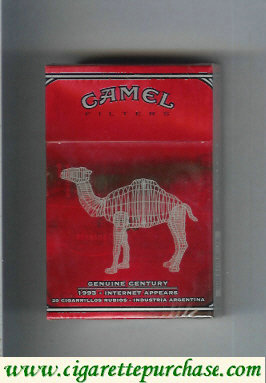 CAMEL
FILTERS
GENUINE CENTURY
1993 - INTERNET APPEARS
20 CIGARRILLOS RUBIOS - INDUSTRIA ARGENTINA
www.cigarettepurchase.com